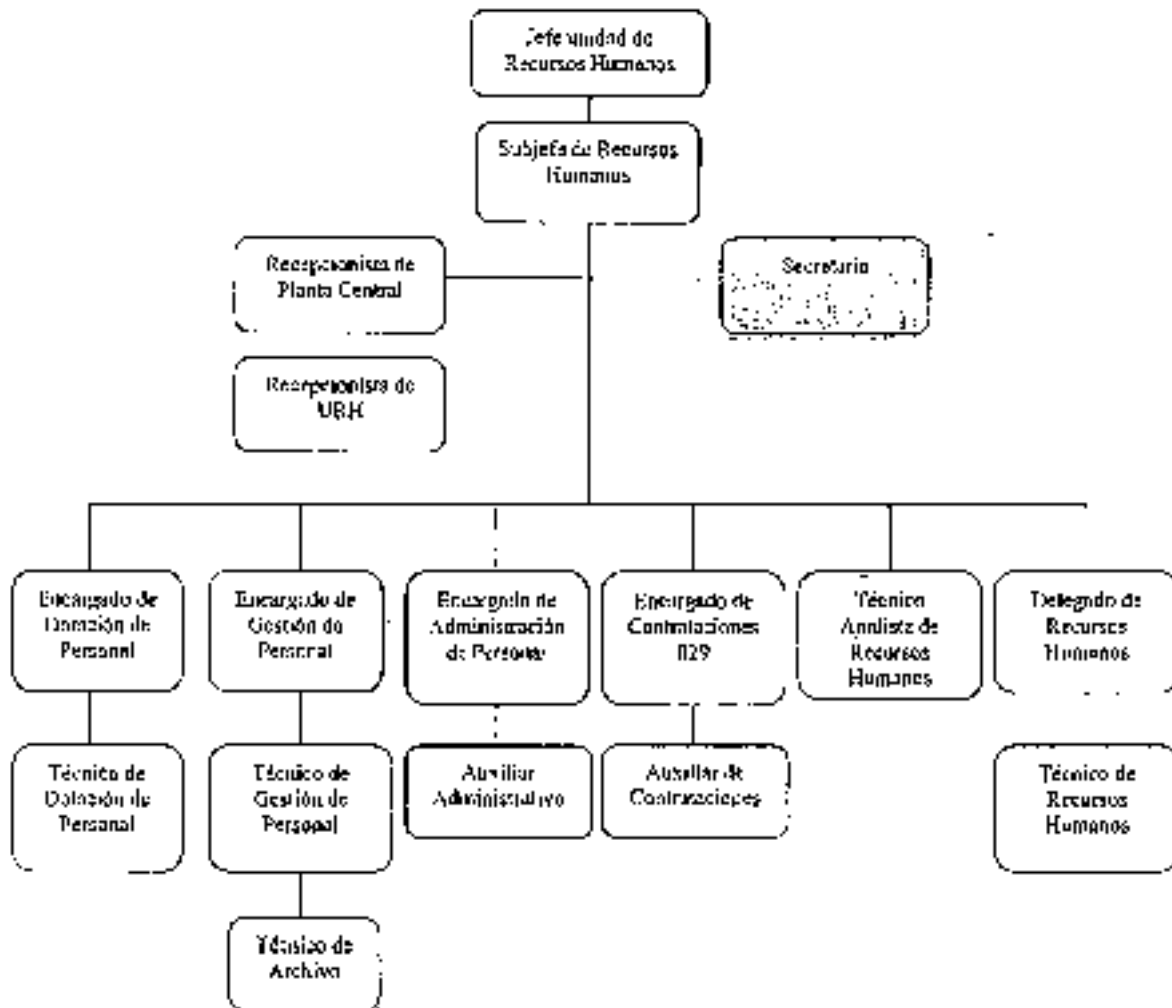 Jefe unidad de
Recursos Humanos
Subjefa de Recursos
Humanos
Recepcionista de
Planta Central
Secretaria
Recepcionista de
URH
Encargado de
Dotación de
Personal
Encargado de
Gestión de
Personal
Encargado de
Administración
de Personal
Encargado de
Contrataciones
029
Técnico
Analista de
Recursos
Humanos
Delegado de
Recursos
Humanos
Técnico de
Dotación de
Personal
Técnico de
Gestión de
Personal
Auxiliar
Administrativo
Auxiliar de
Contrataciones
Técnico de
Recursos
Humanos
Técnico de
Archivo